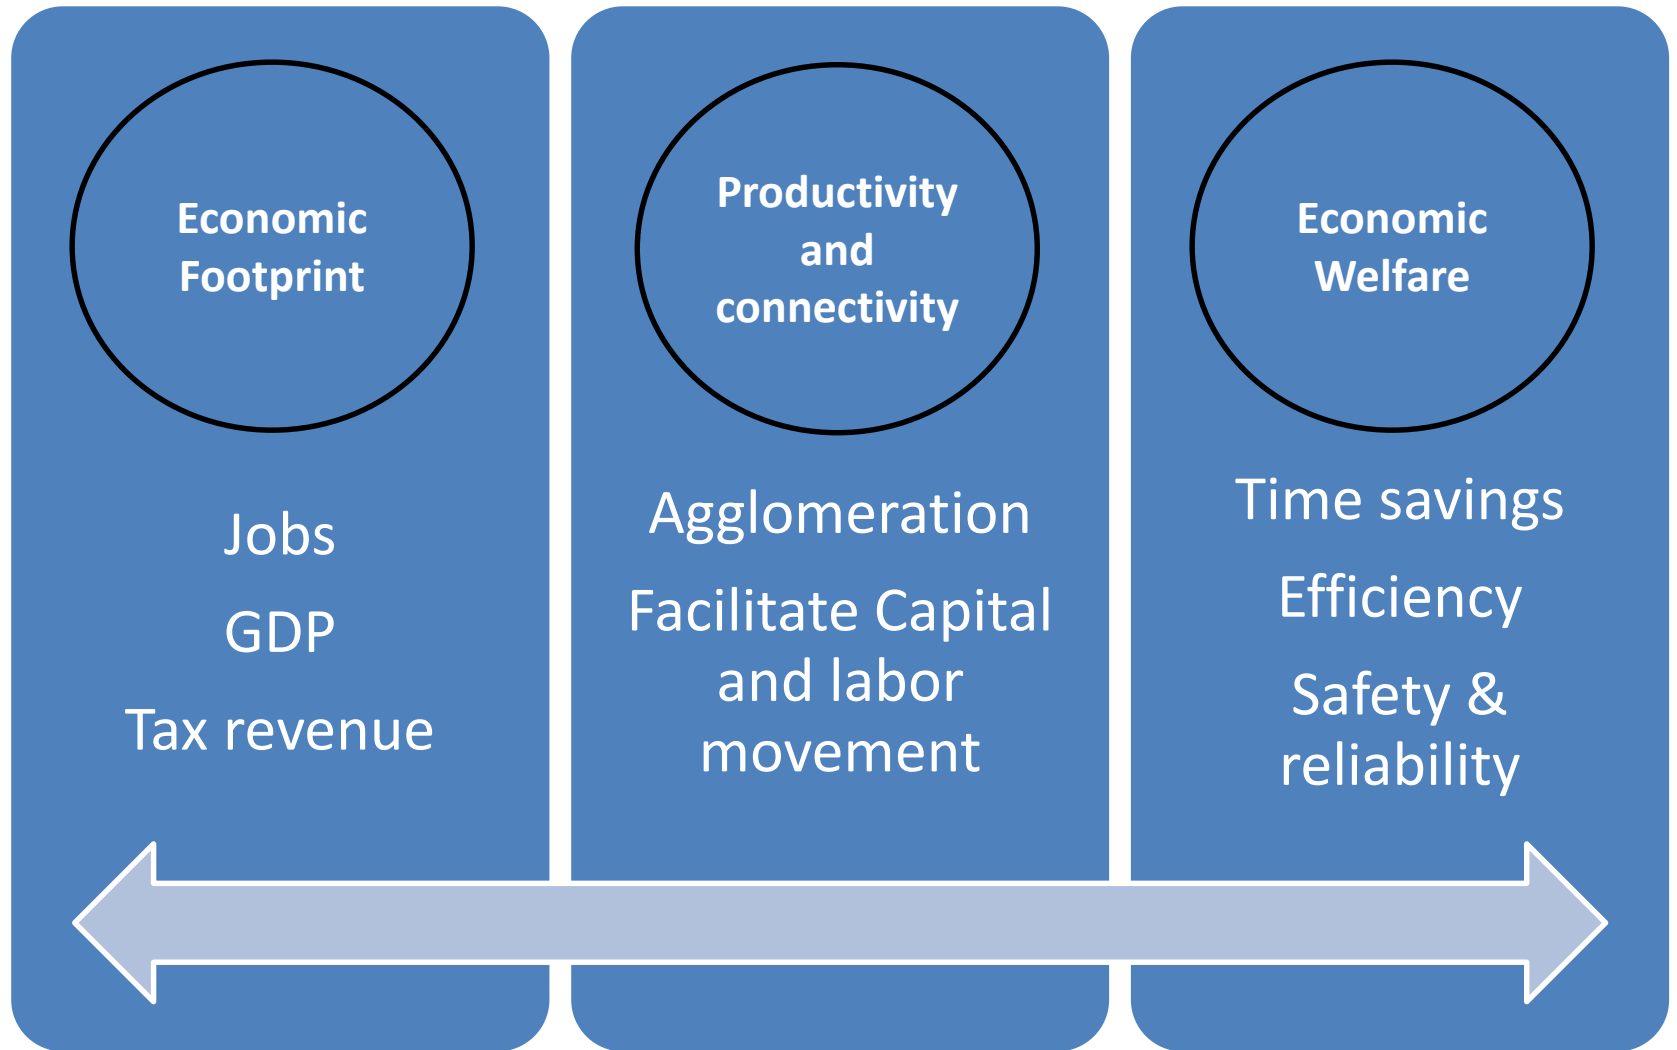 Economic
Footprint
Jobs
GDP
Tax revenue
Productivity
and
connectivity
Agglomeration
Facilitate Capital
and labor
movement
Economic
Welfare
Time savings
Efficiency
Safety &
reliability